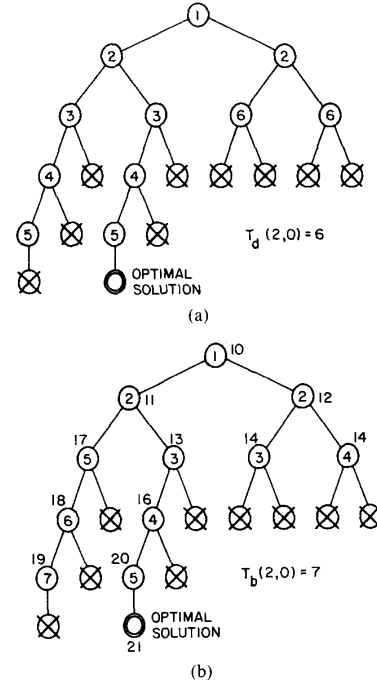 1
2 2
3 3 6 6
4 4
5 5 T_d (2,0) = 6
OPTIMAL
SOLUTION
(a)
1 10
2 11 2 12
17 13 14 14
5 3 3 4
18 16
6 4
19 20
7 5 T_b (2,0) = 7
OPTIMAL
SOLUTION
21
(b)